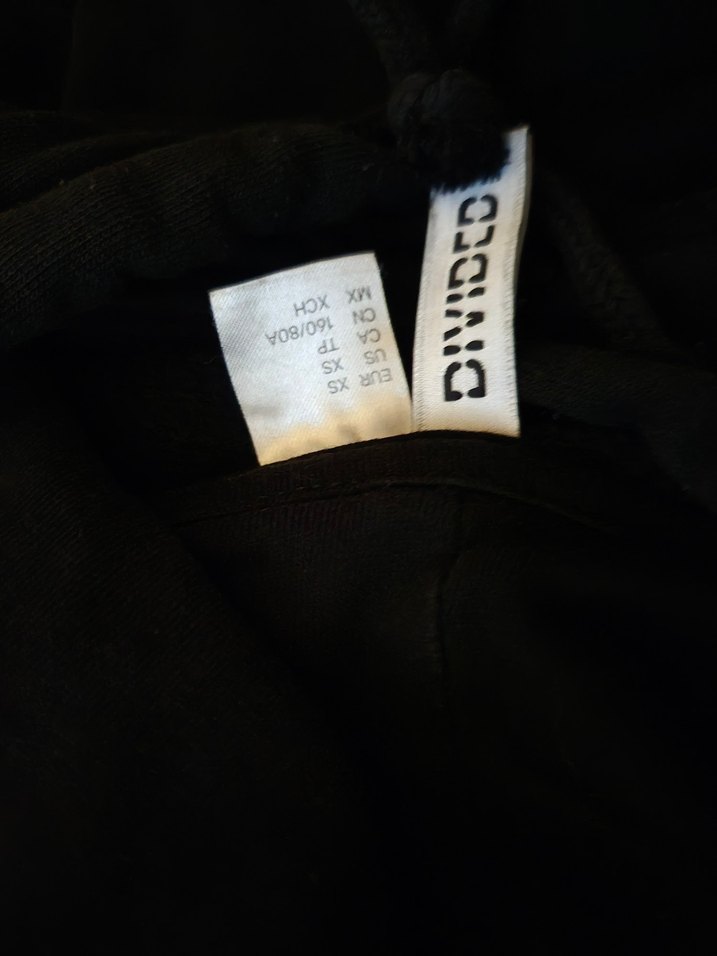 DIVIDED
EUR XS
US XS
CA TP
CN 160/80A
MX XCH